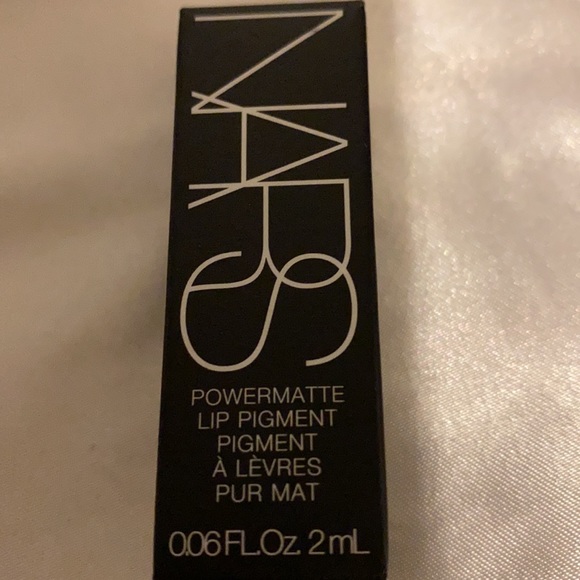 NARS
POWERMATTE
LIP PIGMENT
PIGMENT
À LÈVRES
PUR MAT
0.06 FL.Oz. 2 mL